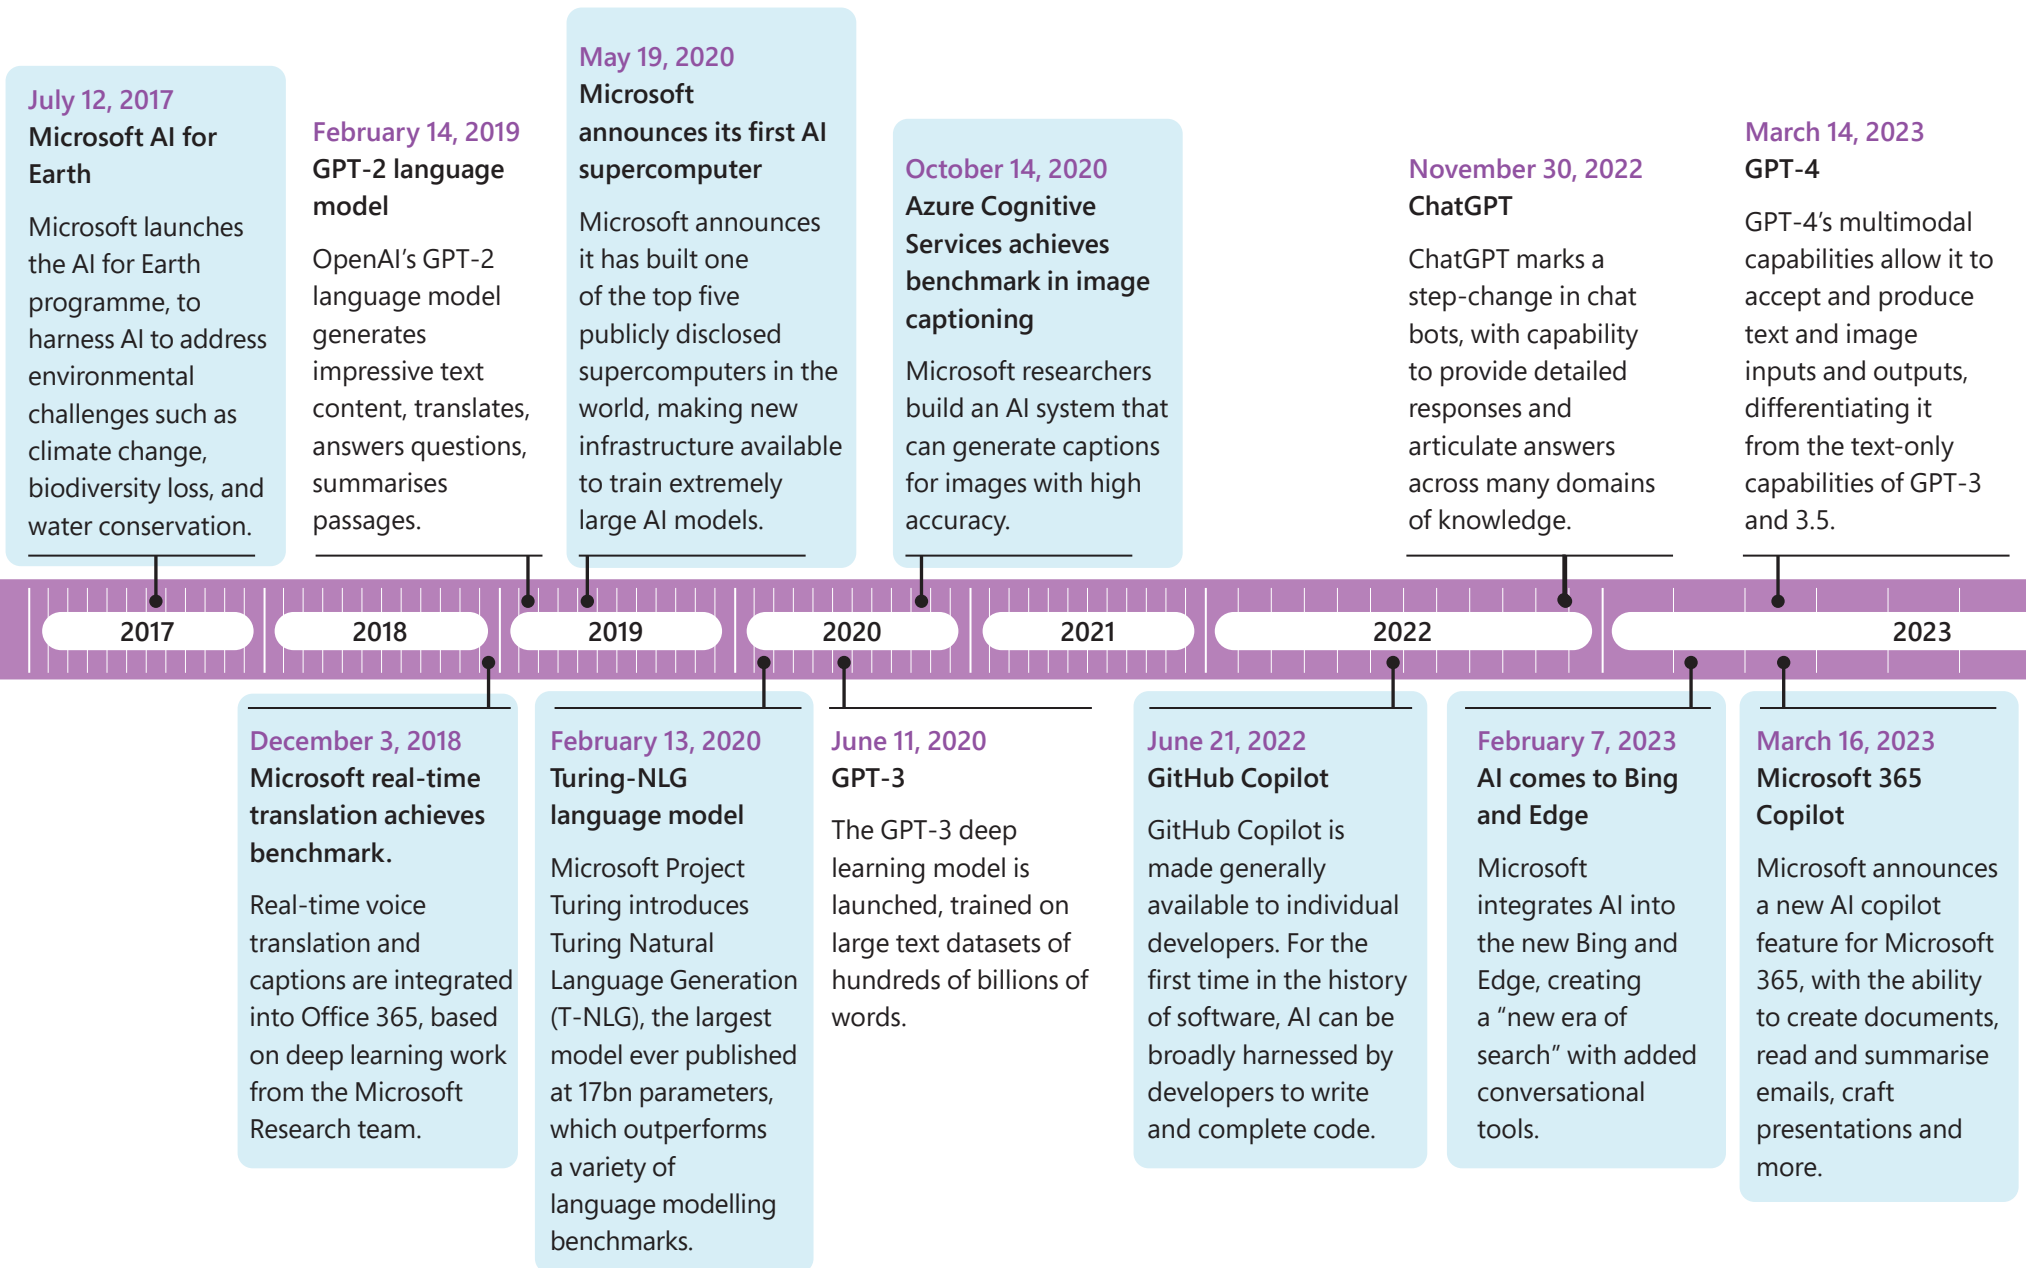 July 12, 2017
Microsoft AI for
Earth
Microsoft launches
the AI for Earth
programme, to
harness AI to address
environmental
challenges such as
climate change,
biodiversity loss, and
water conservation.
February 14, 2019
GPT-2 language
model
OpenAI’s GPT-2
language model
generates
impressive text
content, translates,
answers questions,
summarises
passages.
May 19, 2020
Microsoft
announces its first AI
supercomputer
Microsoft announces
it has built one
of the top five
publicly disclosed
supercomputers in the
world, making new
infrastructure available
to train extremely
large AI models.
October 14, 2020
Azure Cognitive
Services achieves
benchmark in image
captioning
Microsoft researchers
build an AI system that
can generate captions
for images with high
accuracy.
November 30, 2022
ChatGPT
ChatGPT marks a
step-change in chat
bots, with capability
to provide detailed
responses and
articulate answers
across many domains
of knowledge.
March 14, 2023
GPT-4
GPT-4’s multimodal
capabilities allow it to
accept and produce
text and image
inputs and outputs,
differentiating it
from the text-only
capabilities of GPT-3
and 3.5.
2017
2018
2019
2020
2021
2022
2023
December 3, 2018
Microsoft real-time
translation achieves
benchmark.
Real-time voice
translation and
captions are integrated
into Office 365, based
on deep learning work
from the Microsoft
Research team.
February 13, 2020
Turing-NLG
language model
Microsoft Project
Turing introduces
Turing Natural
Language Generation
(T-NLG), the largest
model ever published
at 17bn parameters,
which outperforms
a variety of
language modelling
benchmarks.
June 11, 2020
GPT-3
The GPT-3 deep
learning model is
launched, trained on
large text datasets of
hundreds of billions of
words.
June 21, 2022
GitHub Copilot
GitHub Copilot is
made generally
available to individual
developers. For the
first time in the history
of software, AI can be
broadly harnessed by
developers to write
and complete code.
February 7, 2023
AI comes to Bing
and Edge
Microsoft
integrates AI into
the new Bing and
Edge, creating
a “new era of
search” with added
conversational
tools.
March 16, 2023
Microsoft 365
Copilot
Microsoft announces
a new AI copilot
feature for Microsoft
365, with the ability
to create documents,
read and summarise
emails, craft
presentations and
more.